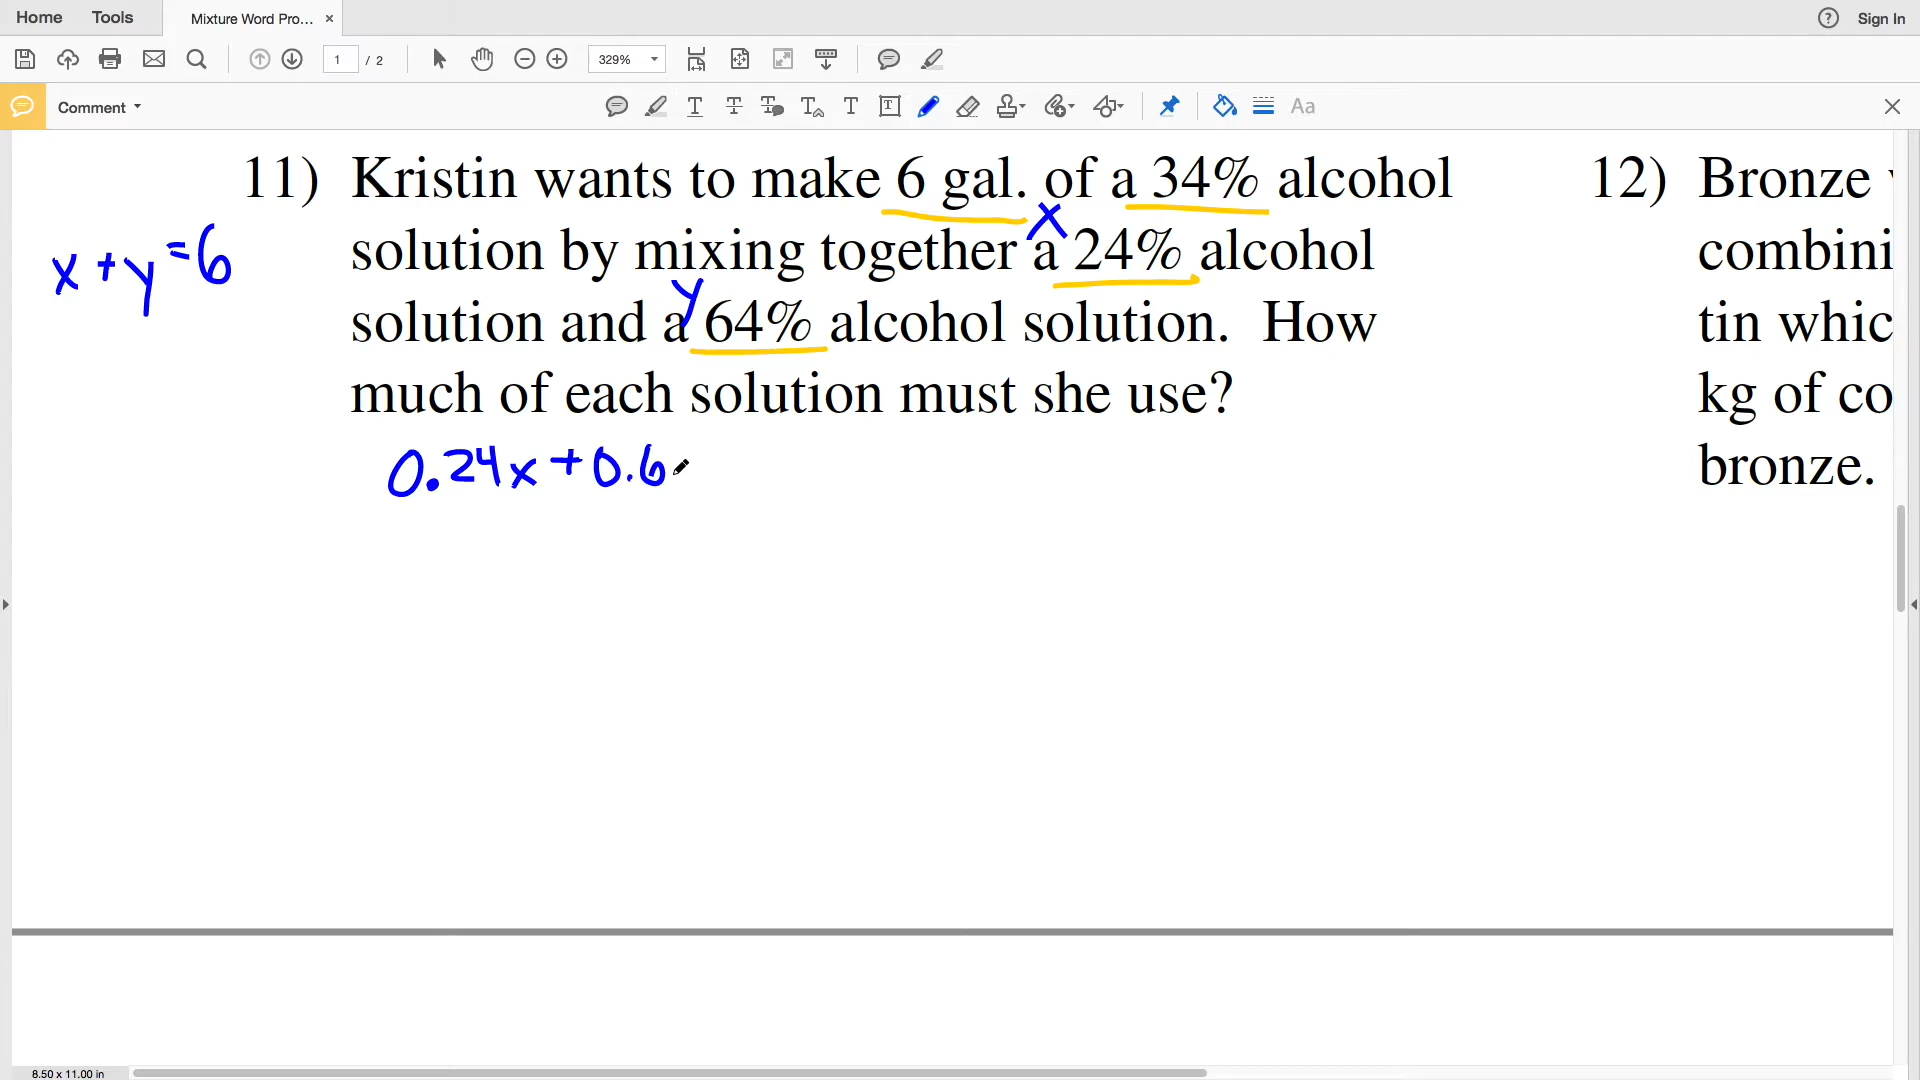 Home Tools Mixture Word Pro... × ? Sign In
1 / 2 329%
Comment T T T T T T Aa
11) Kristin wants to make 6 gal. of a 34% alcohol
x
solution by mixing together a 24% alcohol
y
solution and a 64% alcohol solution. How
much of each solution must she use?
x + y = 6
0.24x + 0.6
12) Bronze
combini
tin whic
kg of co
bronze.
8.50 x 11.00 in